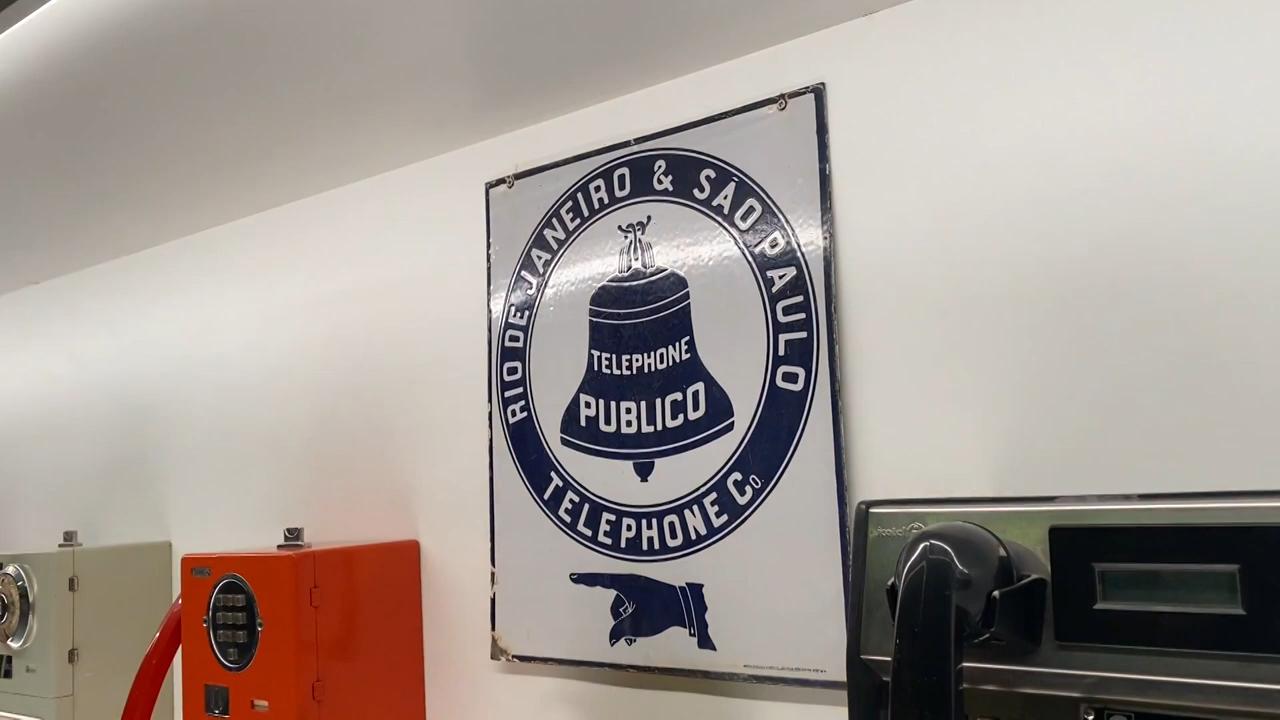 RIO DE JANEIRO & SÃO PAULO
TELEPHONE
PUBLICO
TELEPHONE Co.